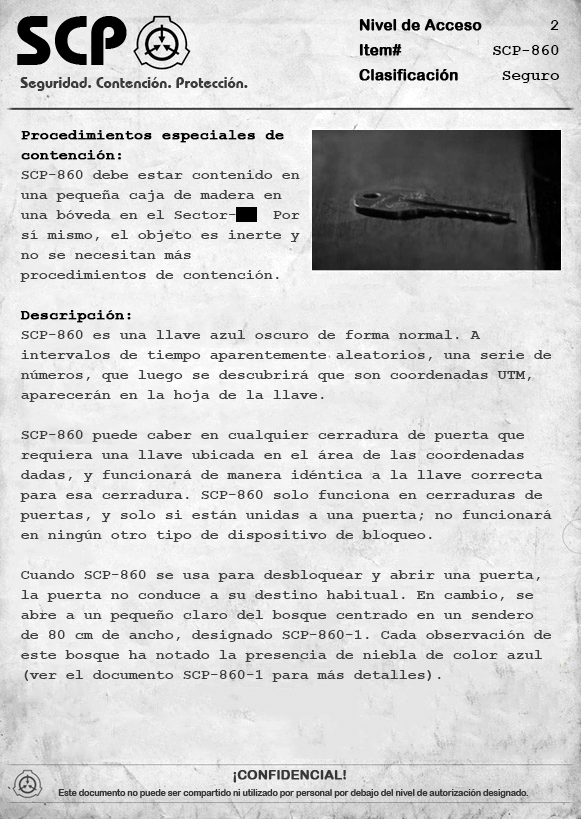 SCP
Seguridad. Contención. Protección.
Nivel de Acceso 2
Item# SCP-860
Clasificación Seguro
Procedimientos especiales de
contención:
SCP-860 debe estar contenido en
una pequeña caja de madera en
una bóveda en el Sector- Por
sí mismo, el objeto es inerte y
no se necesitan más
procedimientos de contención.
Descripción:
SCP-860 es una llave azul oscuro de forma normal. A
intervalos de tiempo aparentemente aleatorios, una serie de
números, que luego se descubrirá que son coordenadas UTM,
aparecerán en la hoja de la llave.
SCP-860 puede caber en cualquier cerradura de puerta que
requiera una llave ubicada en el área de las coordenadas
dadas, y funcionará de manera idéntica a la llave correcta
para esa cerradura. SCP-860 solo funciona en cerraduras de
puertas, y solo si están unidas a una puerta; no funcionará
en ningún otro tipo de dispositivo de bloqueo.
Cuando SCP-860 se usa para desbloquear y abrir una puerta,
la puerta no conduce a su destino habitual. En cambio, se
abre a un pequeño claro del bosque centrado en un sendero
de 80 cm de ancho, designado SCP-860-1. Cada observación de
este bosque ha notado la presencia de niebla de color azul
(ver el documento SCP-860-1 para más detalles).
¡CONFIDENCIAL!
Este documento no puede ser compartido ni utilizado por personal por debajo del nivel de autorización designado.